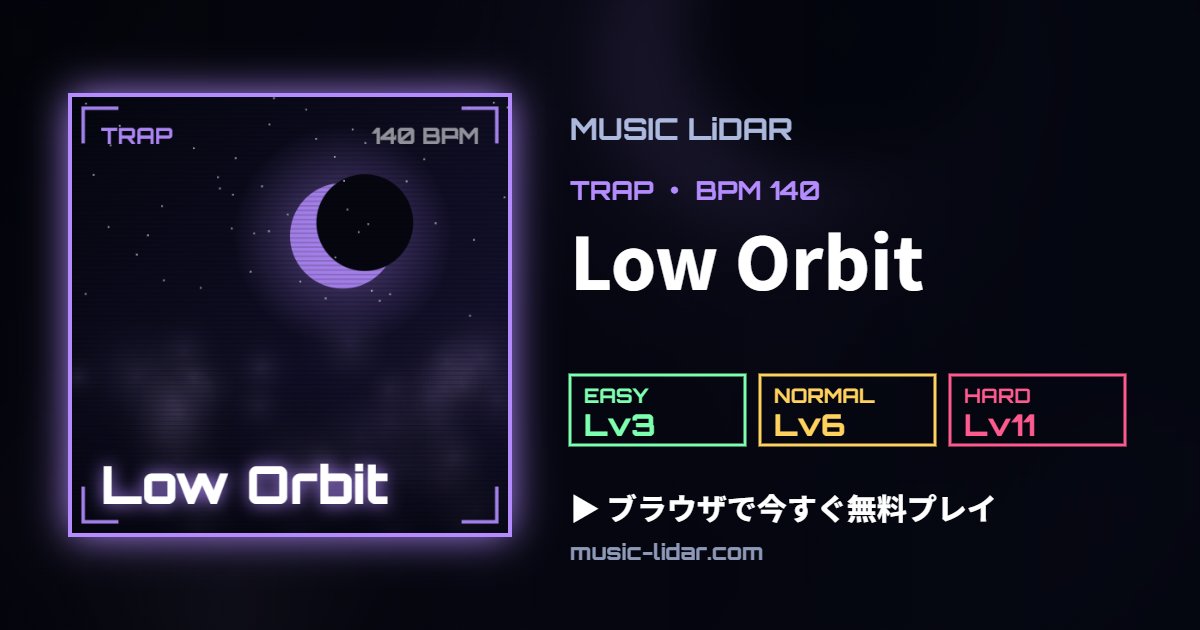 TRAP
140 BPM
Low Orbit
MUSIC LiDAR
TRAP • BPM 140
Low Orbit
EASY
Lv3
NORMAL
Lv6
HARD
Lv11
▶ ブラウザで今すぐ無料プレイ
music-lidar.com